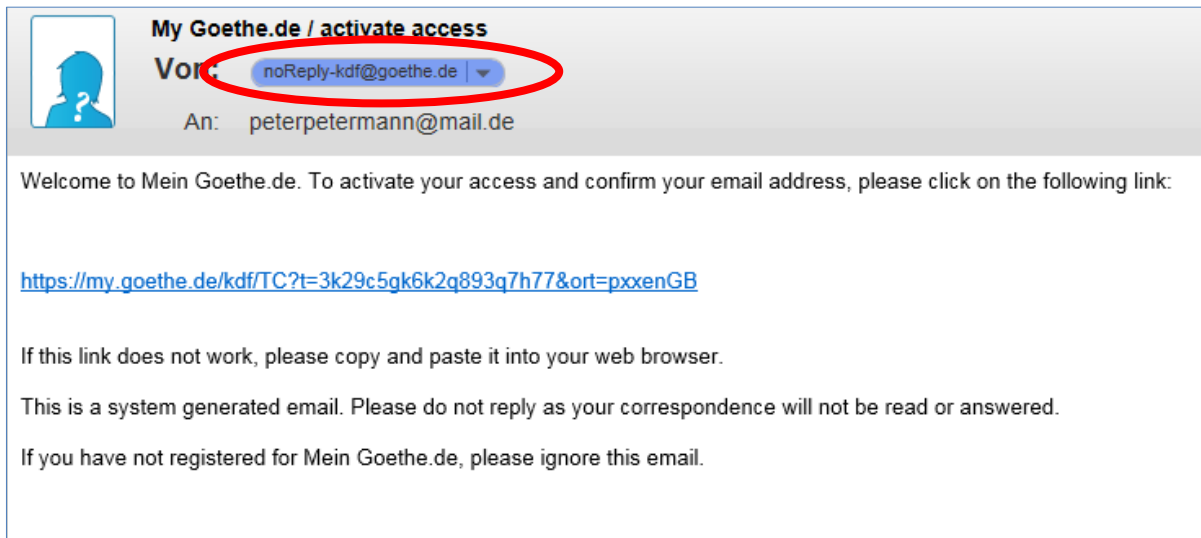 My Goethe.de / activate access
Von: noReply-kdf@goethe.de
An: peterpetermann@mail.de
Welcome to Mein Goethe.de. To activate your access and confirm your email address, please click on the following link:
https://my.goethe.de/kdf/TC?t=3k29c5gk6k2q893q7h77&ort=pxxenGB
If this link does not work, please copy and paste it into your web browser.
This is a system generated email. Please do not reply as your correspondence will not be read or answered.
If you have not registered for Mein Goethe.de, please ignore this email.